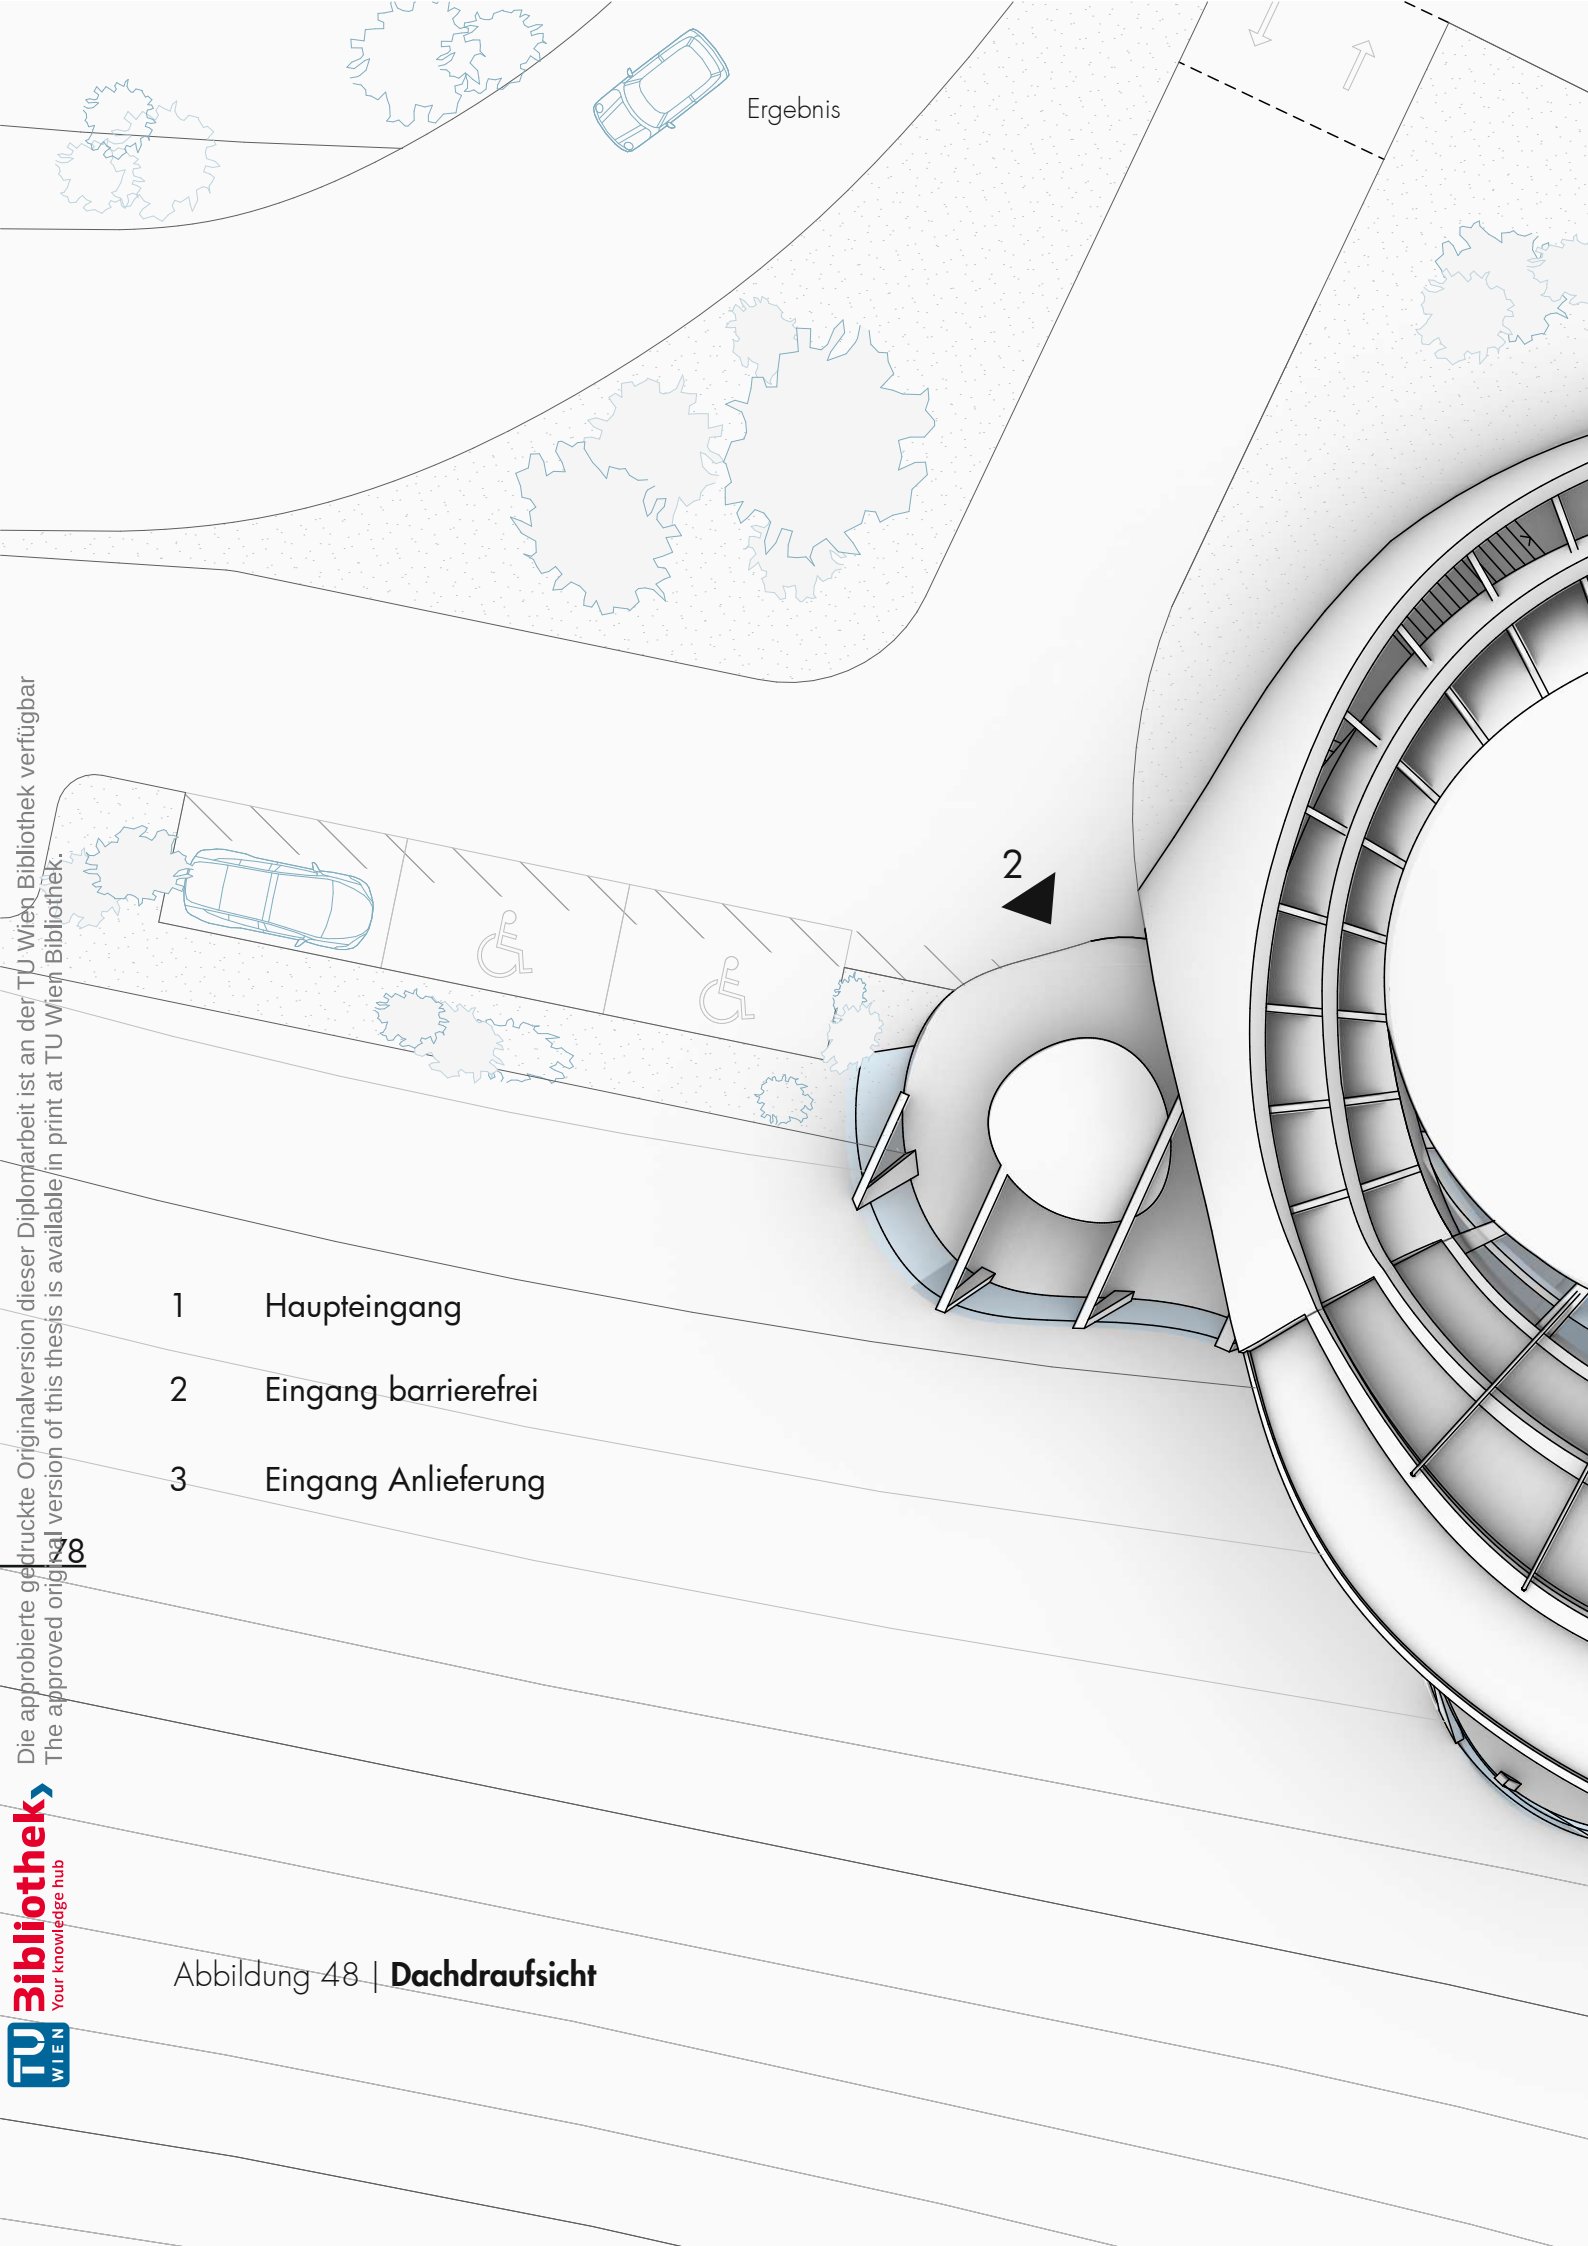 Ergebnis
2
1 Haupteingang
2 Eingang barrierefrei
3 Eingang Anlieferung
78
Abbildung 48 | Dachdraufsicht
Die approbierte gedruckte Originalversion dieser Diplomarbeit ist an der TU Wien Bibliothek verfügbar
The approved original version of this thesis is available in print at TU Wien Bibliothek.
TU WIEN
Bibliothek
Your knowledge hub